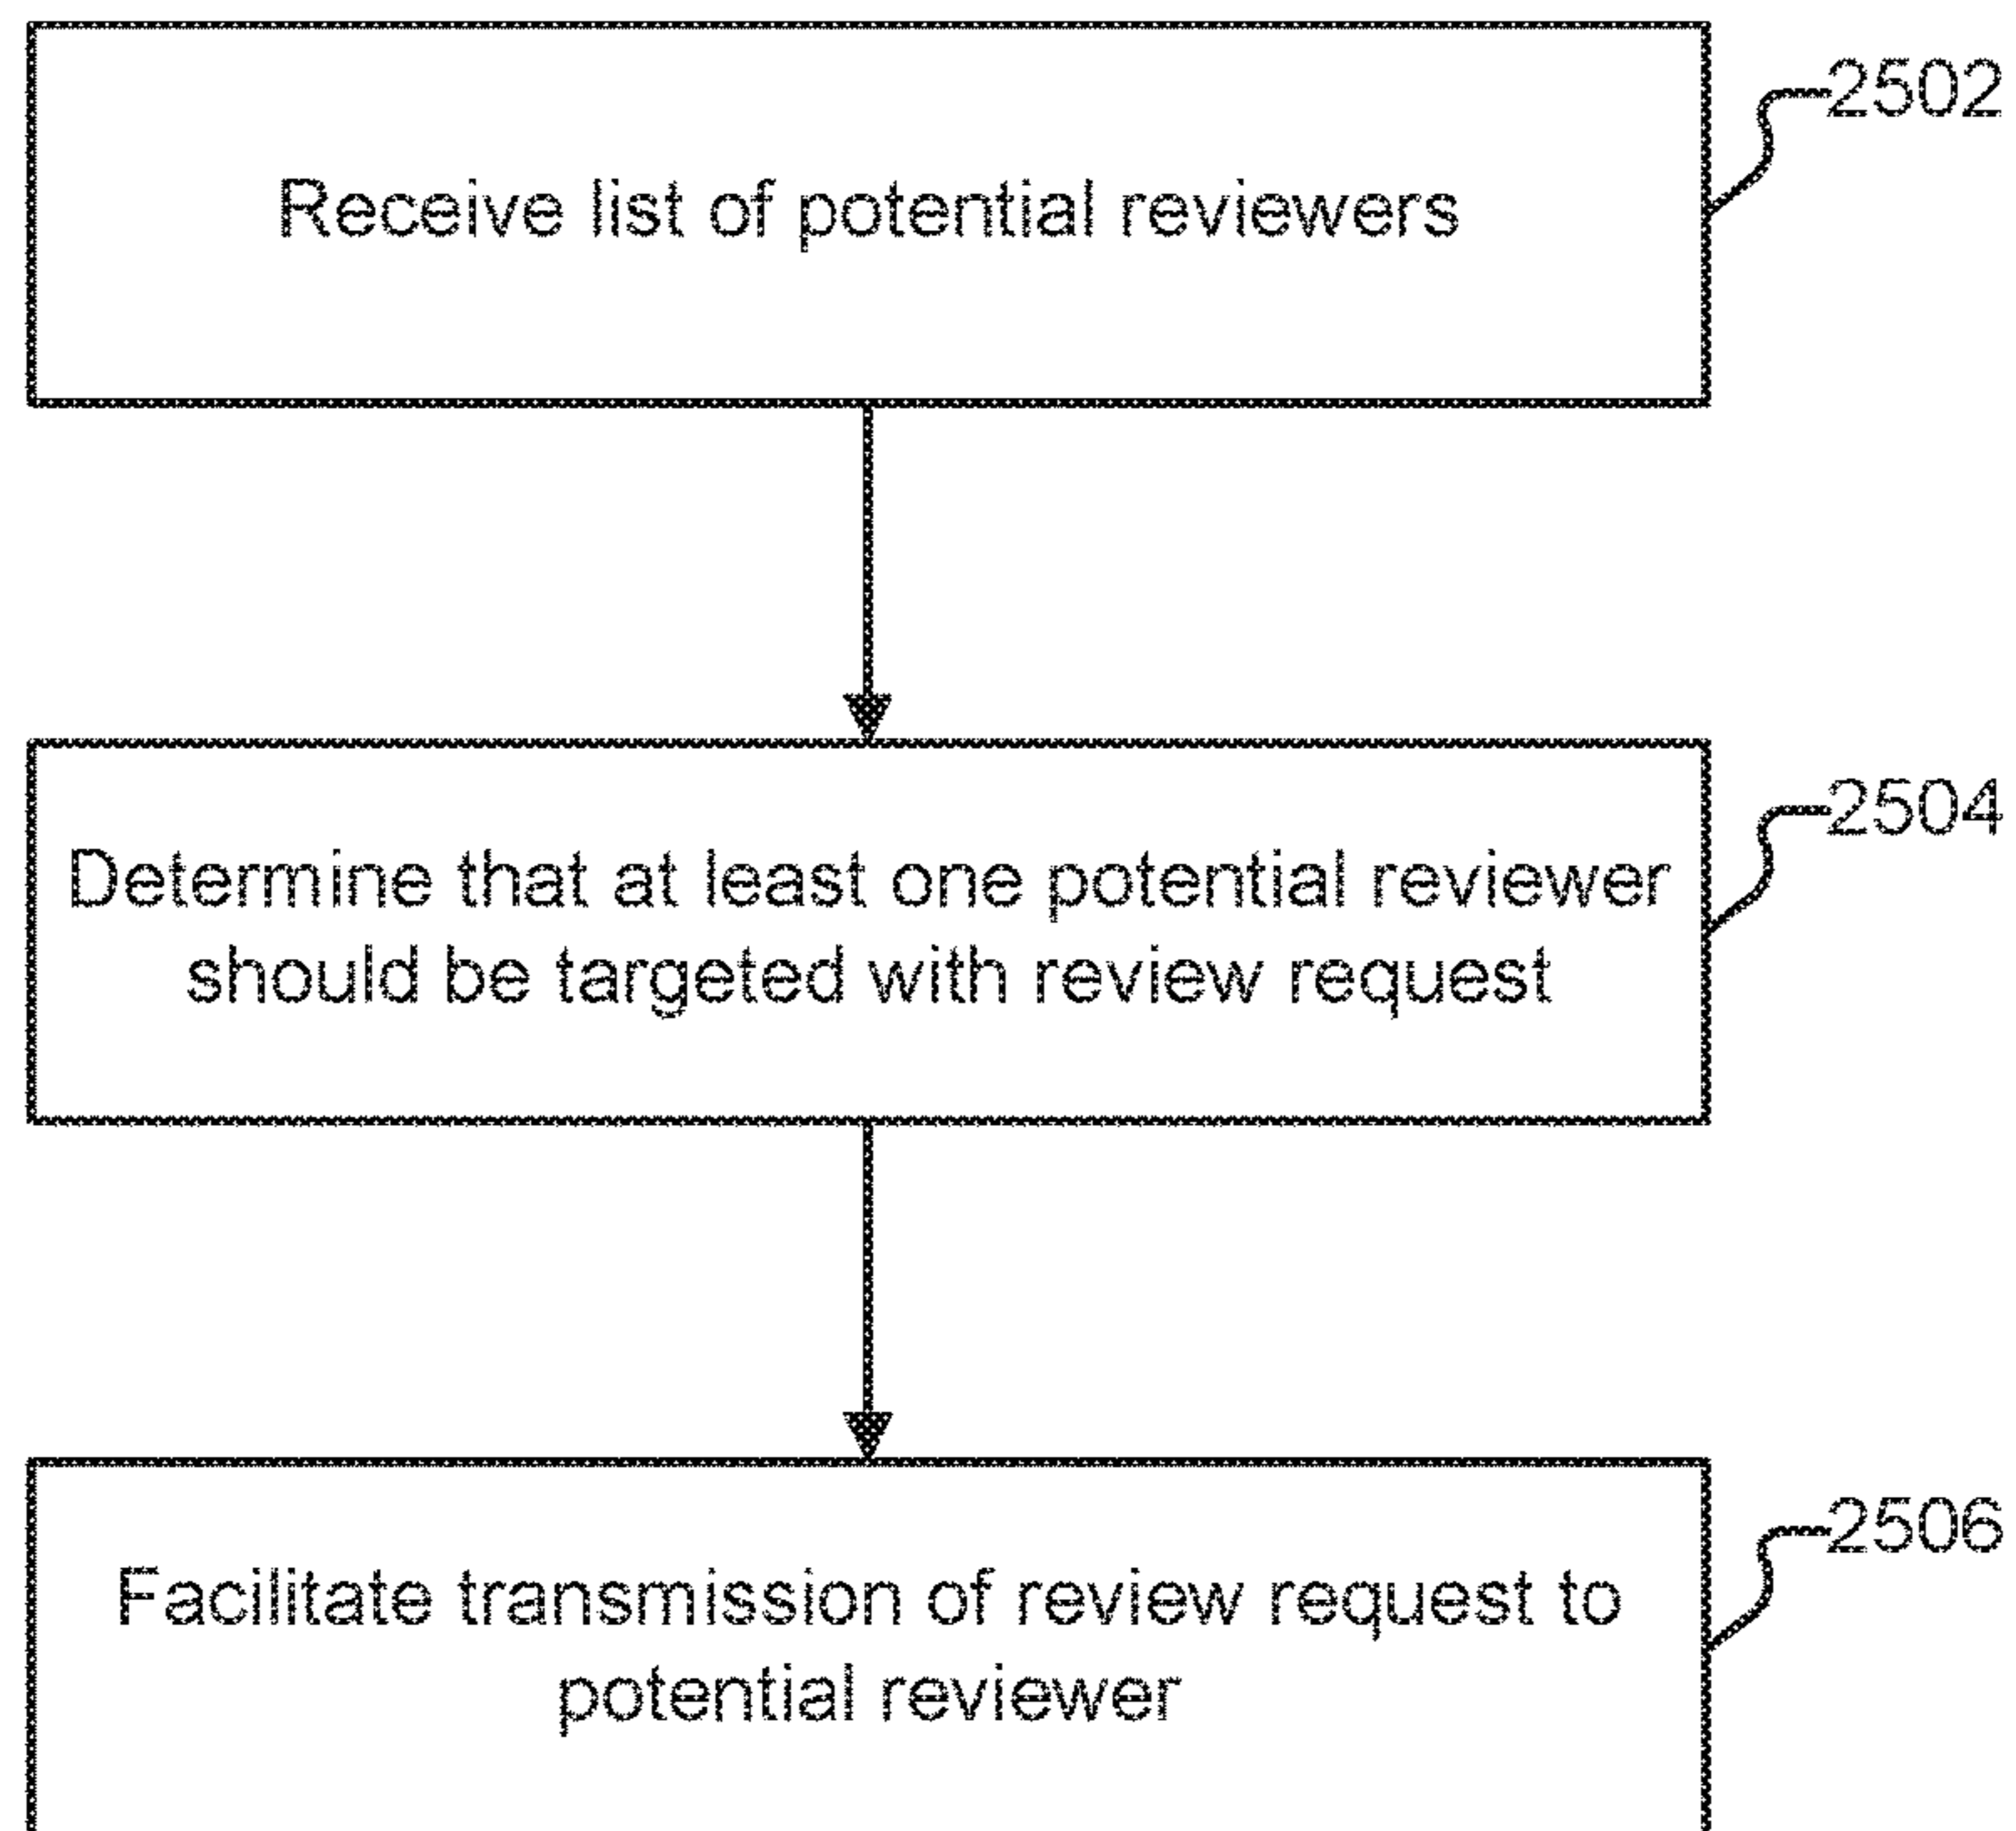 2502
Receive list of potential reviewers
2504
Determine that at least one potential reviewer
should be targeted with review request
2506
Facilitate transmission of review request to
potential reviewer